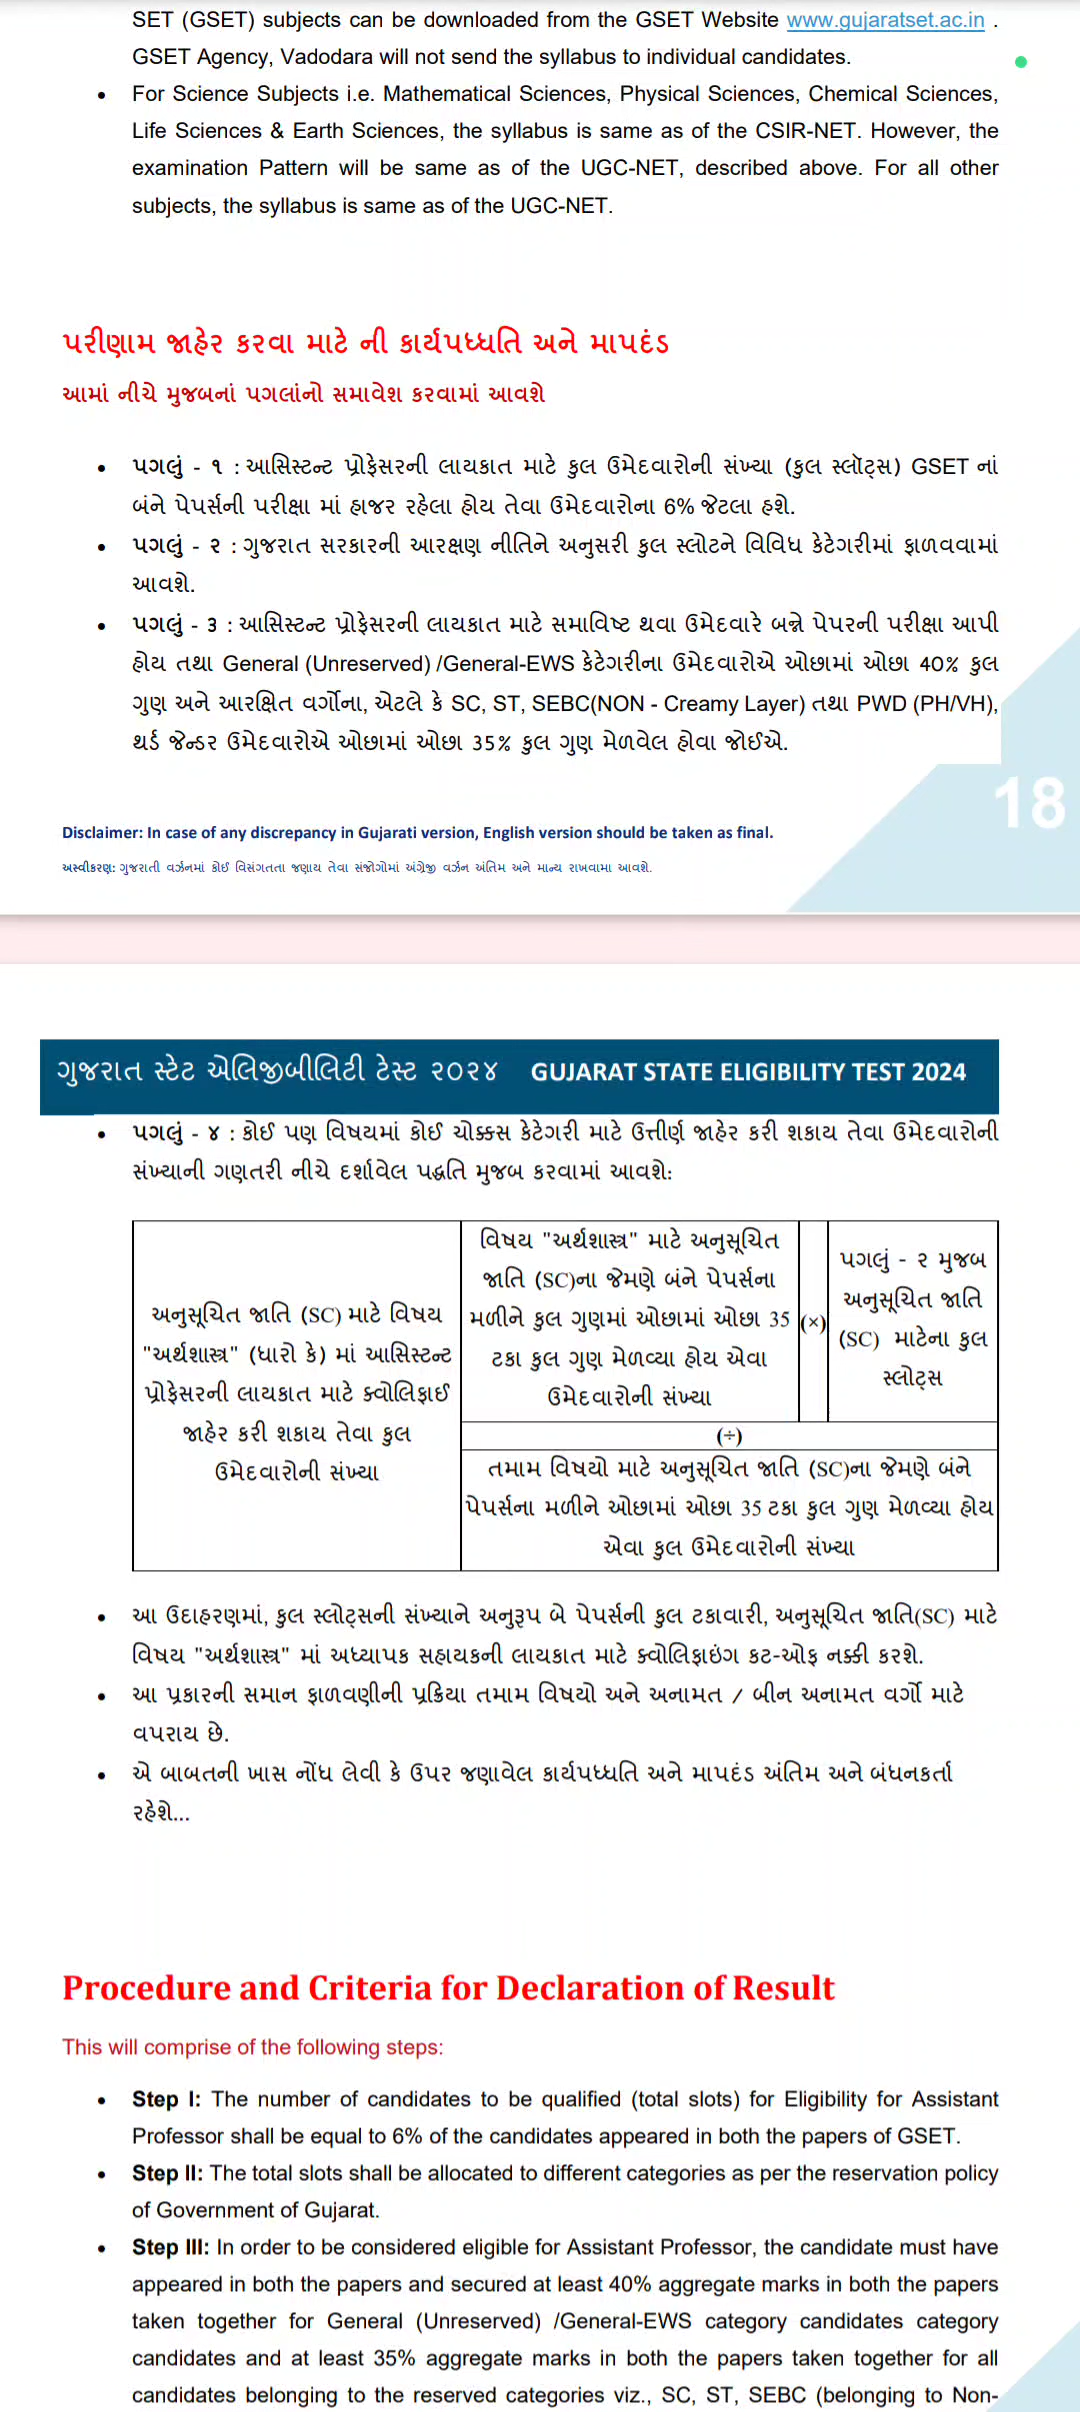 SET (GSET) subjects can be downloaded from the GSET Website www.gujaratset.ac.in .
GSET Agency, Vadodara will not send the syllabus to individual candidates.
• For Science Subjects i.e. Mathematical Sciences, Physical Sciences, Chemical Sciences,
Life Sciences & Earth Sciences, the syllabus is same as of the CSIR-NET. However, the
examination Pattern will be same as of the UGC-NET, described above. For all other
subjects, the syllabus is same as of the UGC-NET.
પરીણામ જાહેર કરવા માટે ની કાર્યપધ્ધતિ અને માપદંડ
આમાં નીચે મુજબનાં પગલાંનો સમાવેશ કરવામાં આવશે
• પગલું - ૧ : આસિસ્ટન્ટ પ્રોફેસરની લાયકાત માટે કુલ ઉમેદવારોની સંખ્યા (કુલ સ્લૉટ્સ) GSET નાં
બંને પેપર્સની પરીક્ષા માં હાજર રહેલા હોય તેવા ઉમેદવારોના 6% જેટલા હશે.
• પગલું - ૨ : ગુજરાત સરકારની આરક્ષણ નીતિને અનુસરી કુલ સ્લોટને વિવિધ કેટેગરીમાં ફાળવવામાં
આવશે.
• પગલું - ૩ : આસિસ્ટન્ટ પ્રોફેસરની લાયકાત માટે સમાવિષ્ટ થવા ઉમેદવારે બન્ને પેપરની પરીક્ષા આપી
હોય તથા General (Unreserved) /General-EWS કેટેગરીના ઉમેદવારોએ ઓછામાં ઓછા 40% કુલ
ગુણ અને આરક્ષિત વર્ગોના, એટલે કે SC, ST, SEBC(NON - Creamy Layer) તથા PWD (PH/VH),
થર્ડ જેન્ડર ઉમેદવારોએ ઓછામાં ઓછા 35% કુલ ગુણ મેળવેલ હોવા જોઈએ.
18
Disclaimer: In case of any discrepancy in Gujarati version, English version should be taken as final.
અસ્વીકરણ: ગુજરાતી વર્ઝનમાં કોઈ વિસંગતતા જણાય તેવા સંજોગોમાં અંગ્રેજી વર્ઝન અંતિમ અને માન્ય રાખવામા આવશે.
ગુજરાત સ્ટેટ એલિજીબીલિટી ટેસ્ટ ૨૦૨૪ GUJARAT STATE ELIGIBILITY TEST 2024
• પગલું - ૪ : કોઈ પણ વિષયમાં કોઈ ચોક્કસ કેટેગરી માટે ઉત્તીર્ણ જાહેર કરી શકાય તેવા ઉમેદવારોની
સંખ્યાની ગણતરી નીચે દર્શાવેલ પદ્ધતિ મુજબ કરવામાં આવશે:
અનુસૂચિત જાતિ (SC) માટે વિષય
"અર્થશાસ્ત્ર" (ધારો કે) માં આસિસ્ટન્ટ
પ્રોફેસરની લાયકાત માટે ક્વોલિફાઈ
જાહેર કરી શકાય તેવા કુલ
ઉમેદવારોની સંખ્યા
વિષય "અર્થશાસ્ત્ર" માટે અનુસૂચિત
જાતિ (SC)ના જેમણે બંને પેપર્સના
મળીને કુલ ગુણમાં ઓછામાં ઓછા 35
ટકા કુલ ગુણ મેળવ્યા હોય એવા
ઉમેદવારોની સંખ્યા
(×)
પગલું - ૨ મુજબ
અનુસૂચિત જાતિ
(SC) માટેના કુલ
સ્લોટ્સ
(÷)
તમામ વિષયો માટે અનુસૂચિત જાતિ (SC)ના જેમણે બંને
પેપર્સના મળીને ઓછામાં ઓછા 35 ટકા કુલ ગુણ મેળવ્યા હોય
એવા કુલ ઉમેદવારોની સંખ્યા
• આ ઉદાહરણમાં, કુલ સ્લોટ્સની સંખ્યાને અનુરૂપ બે પેપર્સની કુલ ટકાવારી, અનુસૂચિત જાતિ(SC) માટે
વિષય "અર્થશાસ્ત્ર" માં અધ્યાપક સહાયકની લાયકાત માટે ક્વોલિફાઇંગ કટ-ઓફ નક્કી કરશે.
• આ પ્રકારની સમાન ફાળવણીની પ્રક્રિયા તમામ વિષયો અને અનામત / બીન અનામત વર્ગો માટે
વપરાય છે.
• એ બાબતની ખાસ નોંધ લેવી કે ઉપર જણાવેલ કાર્યપધ્ધતિ અને માપદંડ અંતિમ અને બંધનકર્તા
રહેશે...
Procedure and Criteria for Declaration of Result
This will comprise of the following steps:
• Step I: The number of candidates to be qualified (total slots) for Eligibility for Assistant
Professor shall be equal to 6% of the candidates appeared in both the papers of GSET.
• Step II: The total slots shall be allocated to different categories as per the reservation policy
of Government of Gujarat.
• Step III: In order to be considered eligible for Assistant Professor, the candidate must have
appeared in both the papers and secured at least 40% aggregate marks in both the papers
taken together for General (Unreserved) /General-EWS category candidates category
candidates and at least 35% aggregate marks in both the papers taken together for all
candidates belonging to the reserved categories viz., SC, ST, SEBC (belonging to Non-